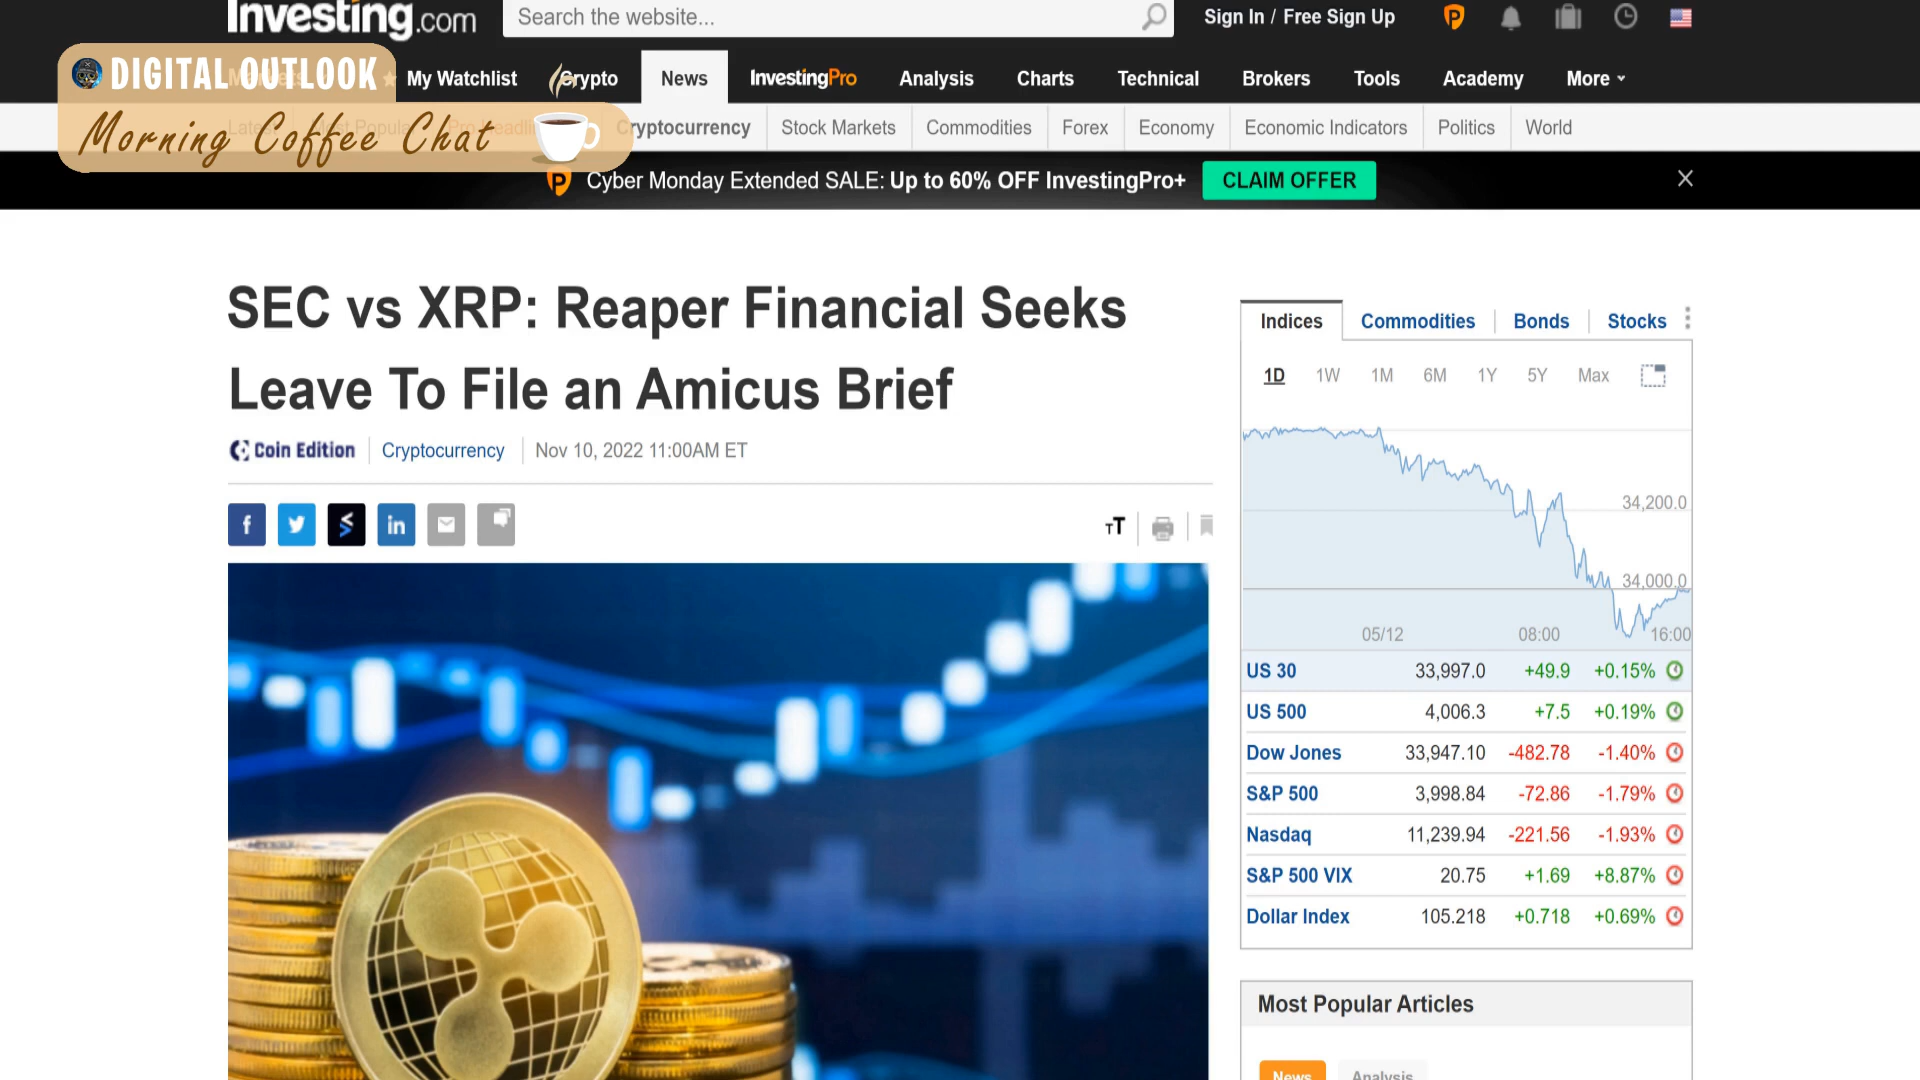 Investing.com
Search the website...
Sign In / Free Sign Up
DIGITAL OUTLOOK
My Watchlist
Crypto
News
InvestingPro
Analysis
Charts
Technical
Brokers
Tools
Academy
More
Morning Coffee Chat
Cryptocurrency
Stock Markets
Commodities
Forex
Economy
Economic Indicators
Politics
World
Cyber Monday Extended SALE: Up to 60% OFF InvestingPro+
CLAIM OFFER
SEC vs XRP: Reaper Financial Seeks
Leave To File an Amicus Brief
Coin Edition
Cryptocurrency
Nov 10, 2022 11:00AM ET
Indices
Commodities
Bonds
Stocks
1D
1W
1M
6M
1Y
5Y
Max
34,200.0
34,000.0
05/12
08:00
16:00
US 30 33,997.0 +49.9 +0.15%
US 500 4,006.3 +7.5 +0.19%
Dow Jones 33,947.10 -482.78 -1.40%
S&P 500 3,998.84 -72.86 -1.79%
Nasdaq 11,239.94 -221.56 -1.93%
S&P 500 VIX 20.75 +1.69 +8.87%
Dollar Index 105.218 +0.718 +0.69%
Most Popular Articles
News
Analysis